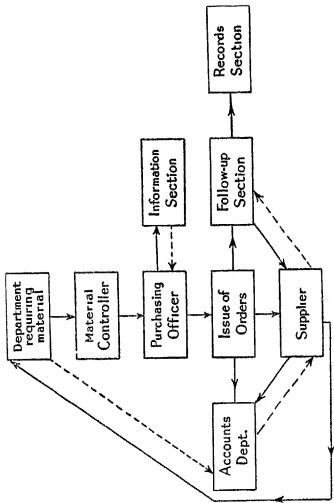 Department
requiring
material
Material
Controller
Purchasing
Officer
Information
Section
Issue of
Orders
Follow-up
Section
Records
Section
Accounts
Dept.
Supplier